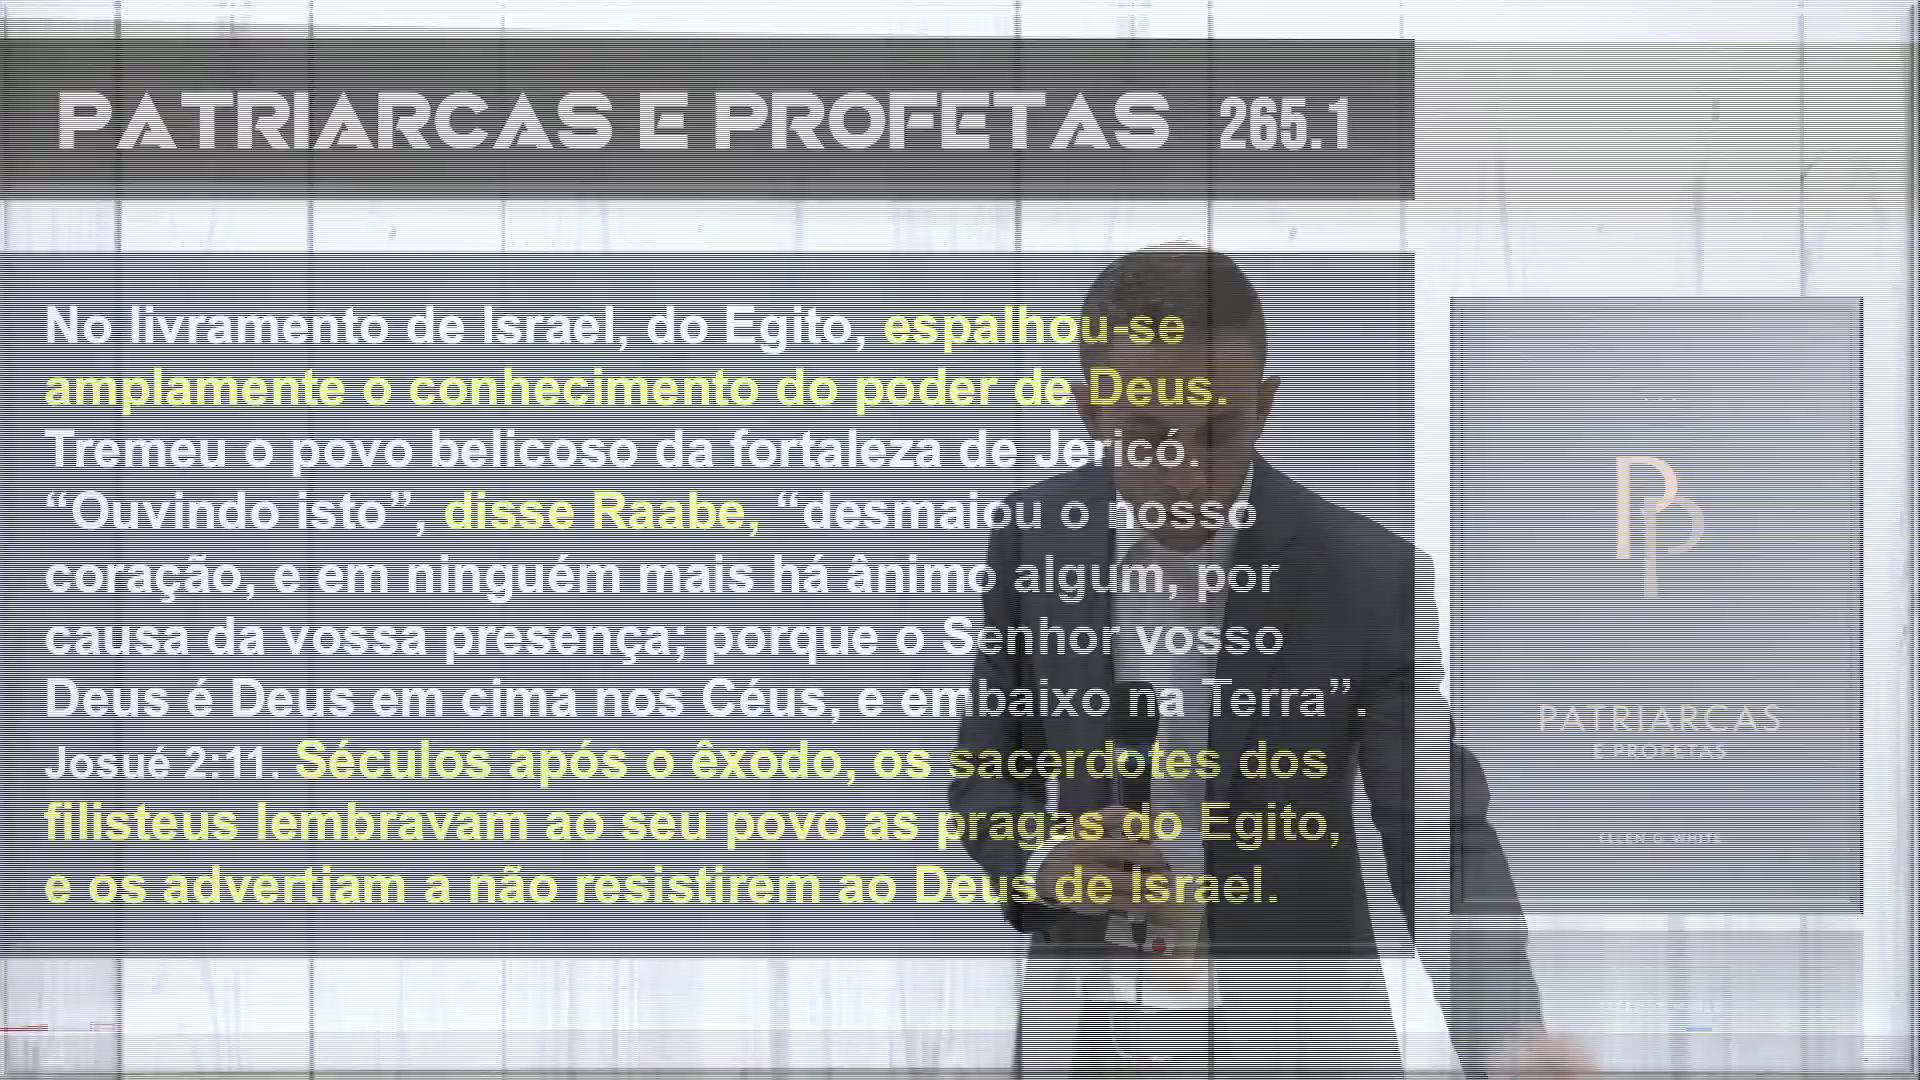 PATRIARCAS E PROFETAS 265.1
No livramento de Israel, do Egito, espalhou-se
amplamente o conhecimento do poder de Deus.
Tremeu o povo belicoso da fortaleza de Jericó.
“Ouvindo isto”, disse Raabe, “desmaiou o nosso
coração, e em ninguém mais há ânimo algum, por
causa da vossa presença; porque o Senhor vosso
Deus é Deus em cima nos Céus, e embaixo na Terra”.
Josué 2:11. Séculos após o êxodo, os sacerdotes dos
filisteus lembravam ao seu povo as pragas do Egito,
e os advertiam a não resistirem ao Deus de Israel.
PP
PATRIARCAS
E PROFETAS
ELLEN G. WHITE